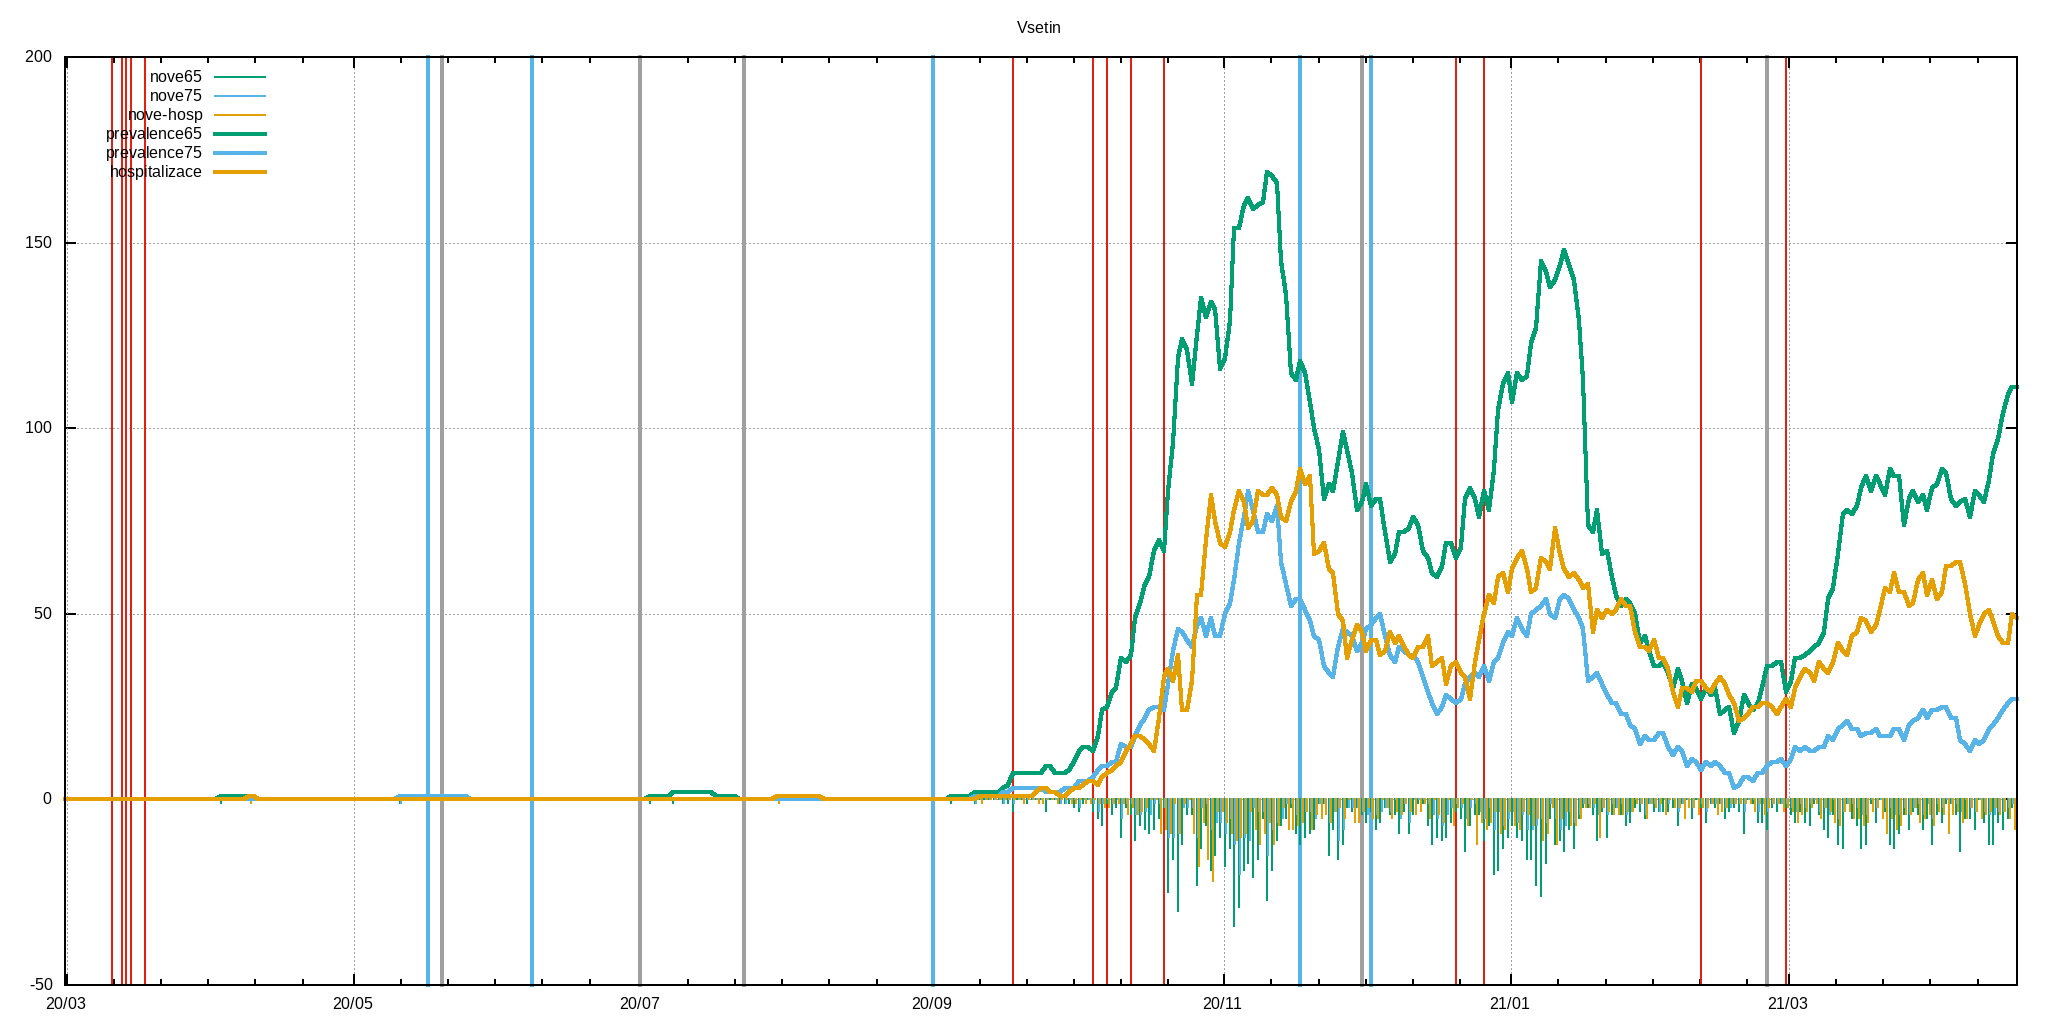 Vsetin
200
150
100
50
0
-50
nove65
nove75
nove-hosp
prevalence65
prevalence75
hospitalizace
20/03 20/05 20/07 20/09 20/11 21/01 21/03